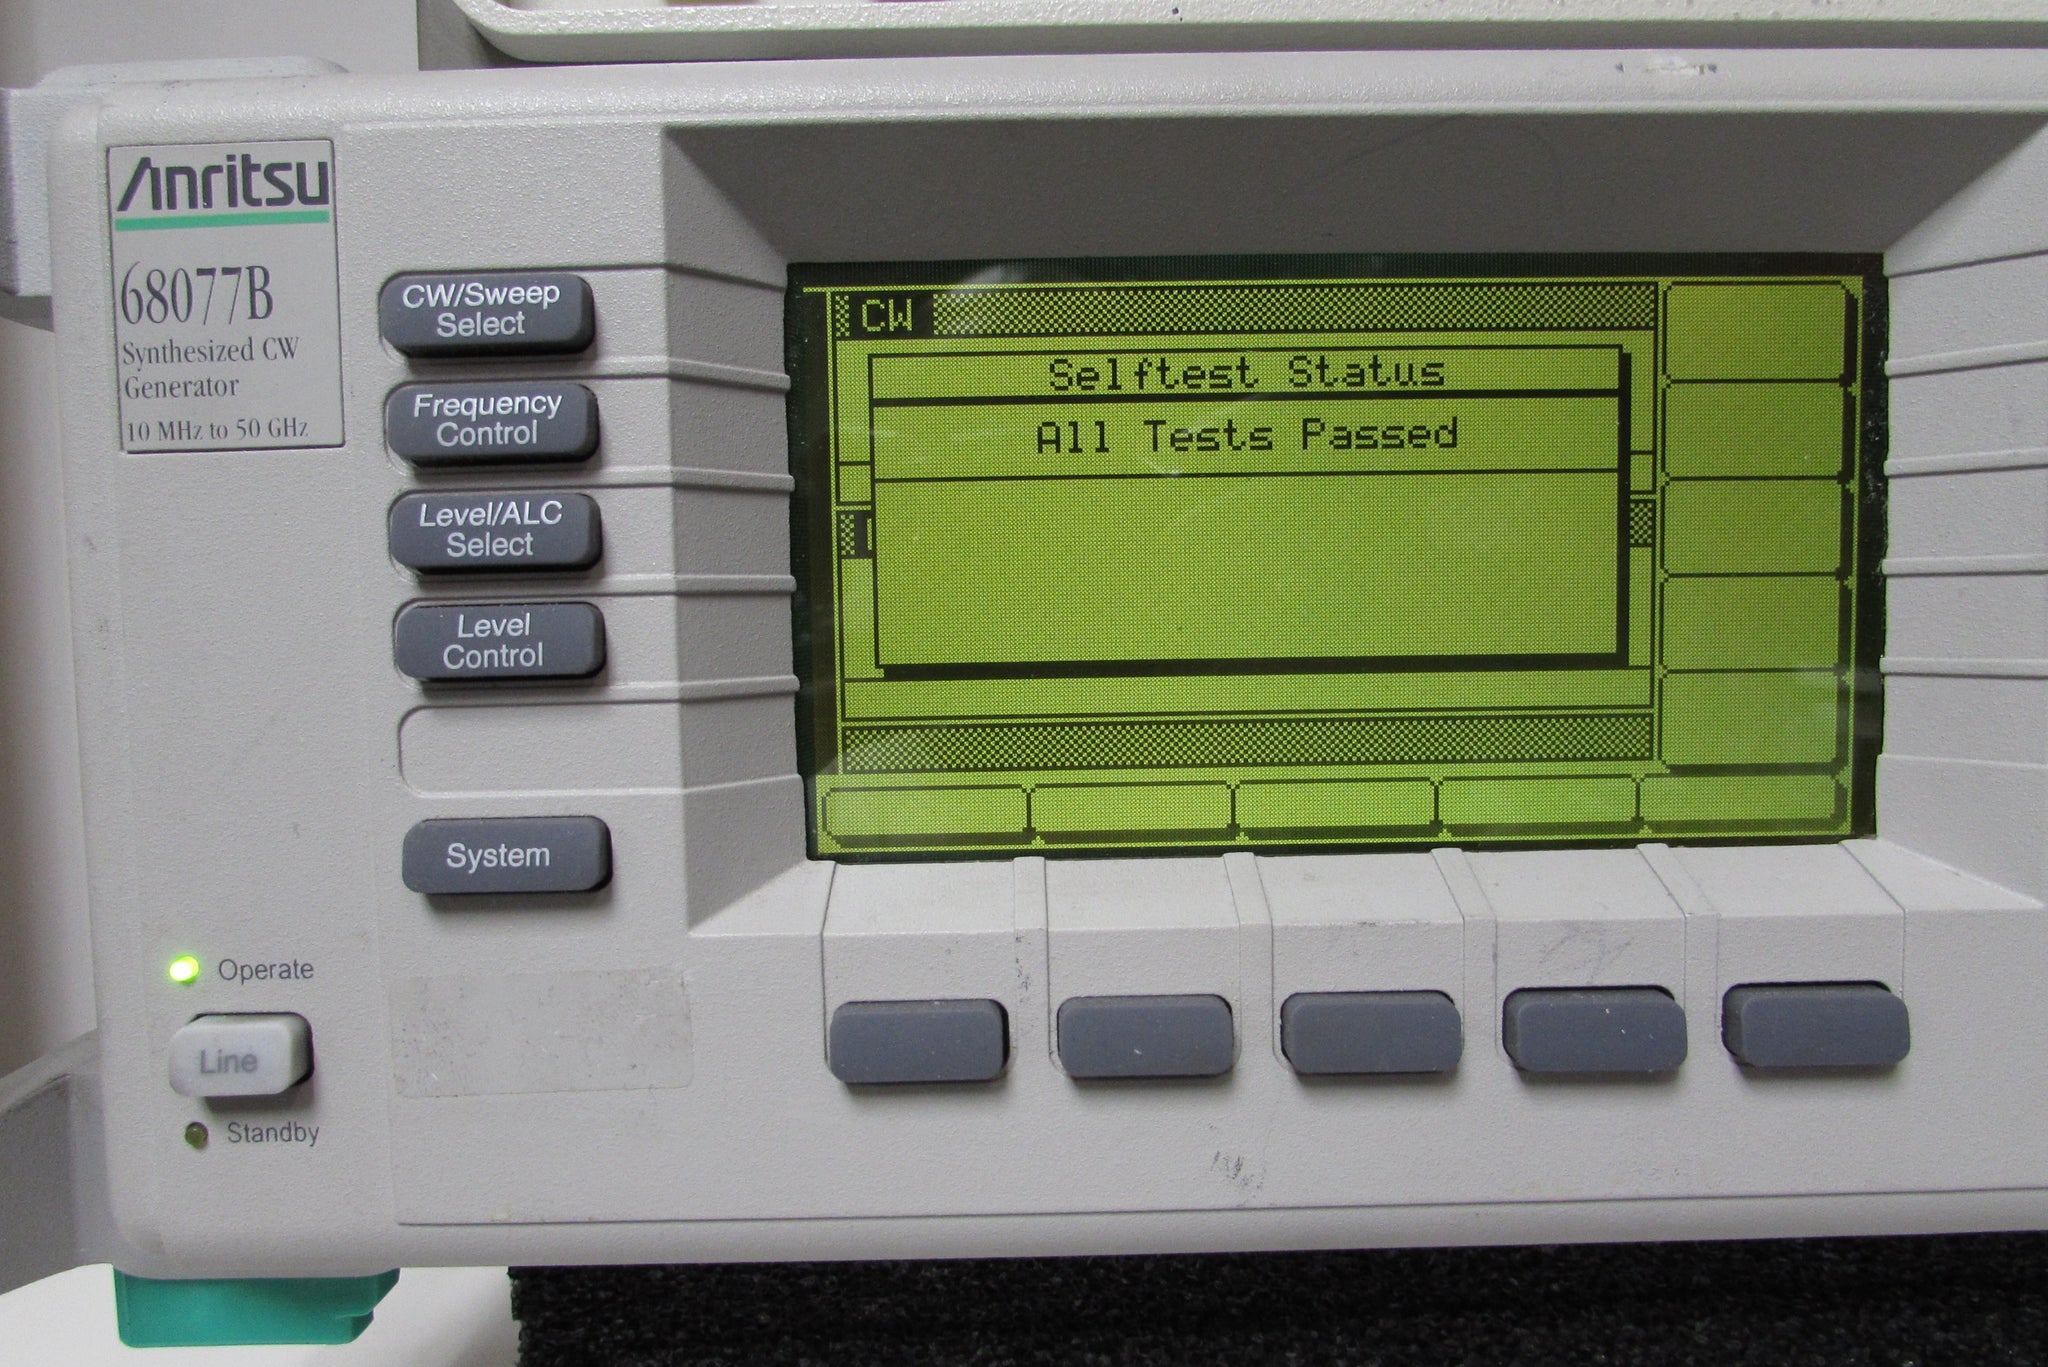 Anritsu
68077B
Synthesized CW
Generator
10 MHz to 50 GHz
CW/Sweep
Select
Frequency
Control
Level/ALC
Select
Level
Control
System
Operate
Line
Standby
CW
Selftest Status
All Tests Passed